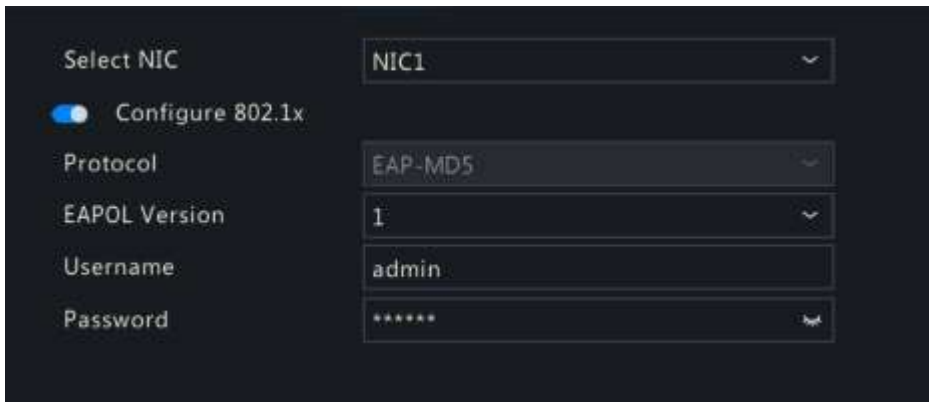 Select NIC NIC1
Configure 802.1x
Protocol EAP-MD5
EAPOL Version 1
Username admin
Password ******